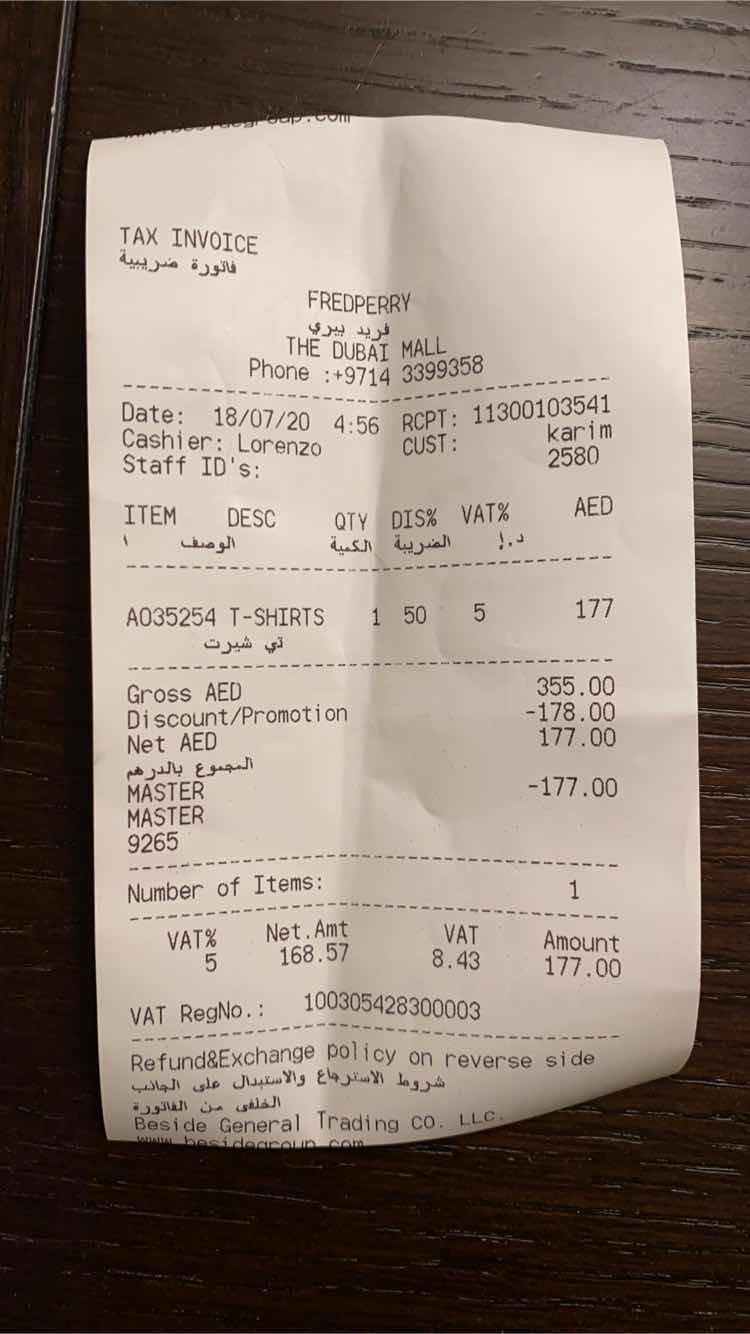 TAX INVOICE
فاتورة ضريبية
FREDPERRY
فريد بيري
THE DUBAI MALL
Phone :+9714 3399358
Date: 18/07/20 4:56 RCPT: 11300103541
Cashier: Lorenzo CUST: karim
Staff ID's: 2580
ITEM DESC QTY DIS% VAT% AED
ا الوصف الكمية الضريبة د.إ
A035254 T-SHIRTS 1 50 5 177
تي شيرت
Gross AED 355.00
Discount/Promotion -178.00
Net AED 177.00
المجموع بالدرهم
MASTER -177.00
MASTER
9265
Number of Items: 1
VAT% Net.Amt VAT Amount
5 168.57 8.43 177.00
VAT RegNo.: 100305428300003
Refund&Exchange policy on reverse side
شروط الاسترجاع والاستبدال على الجانب
الخلفى من الفاتورة
Beside General Trading CO. LLC.
www.besidegroup.com